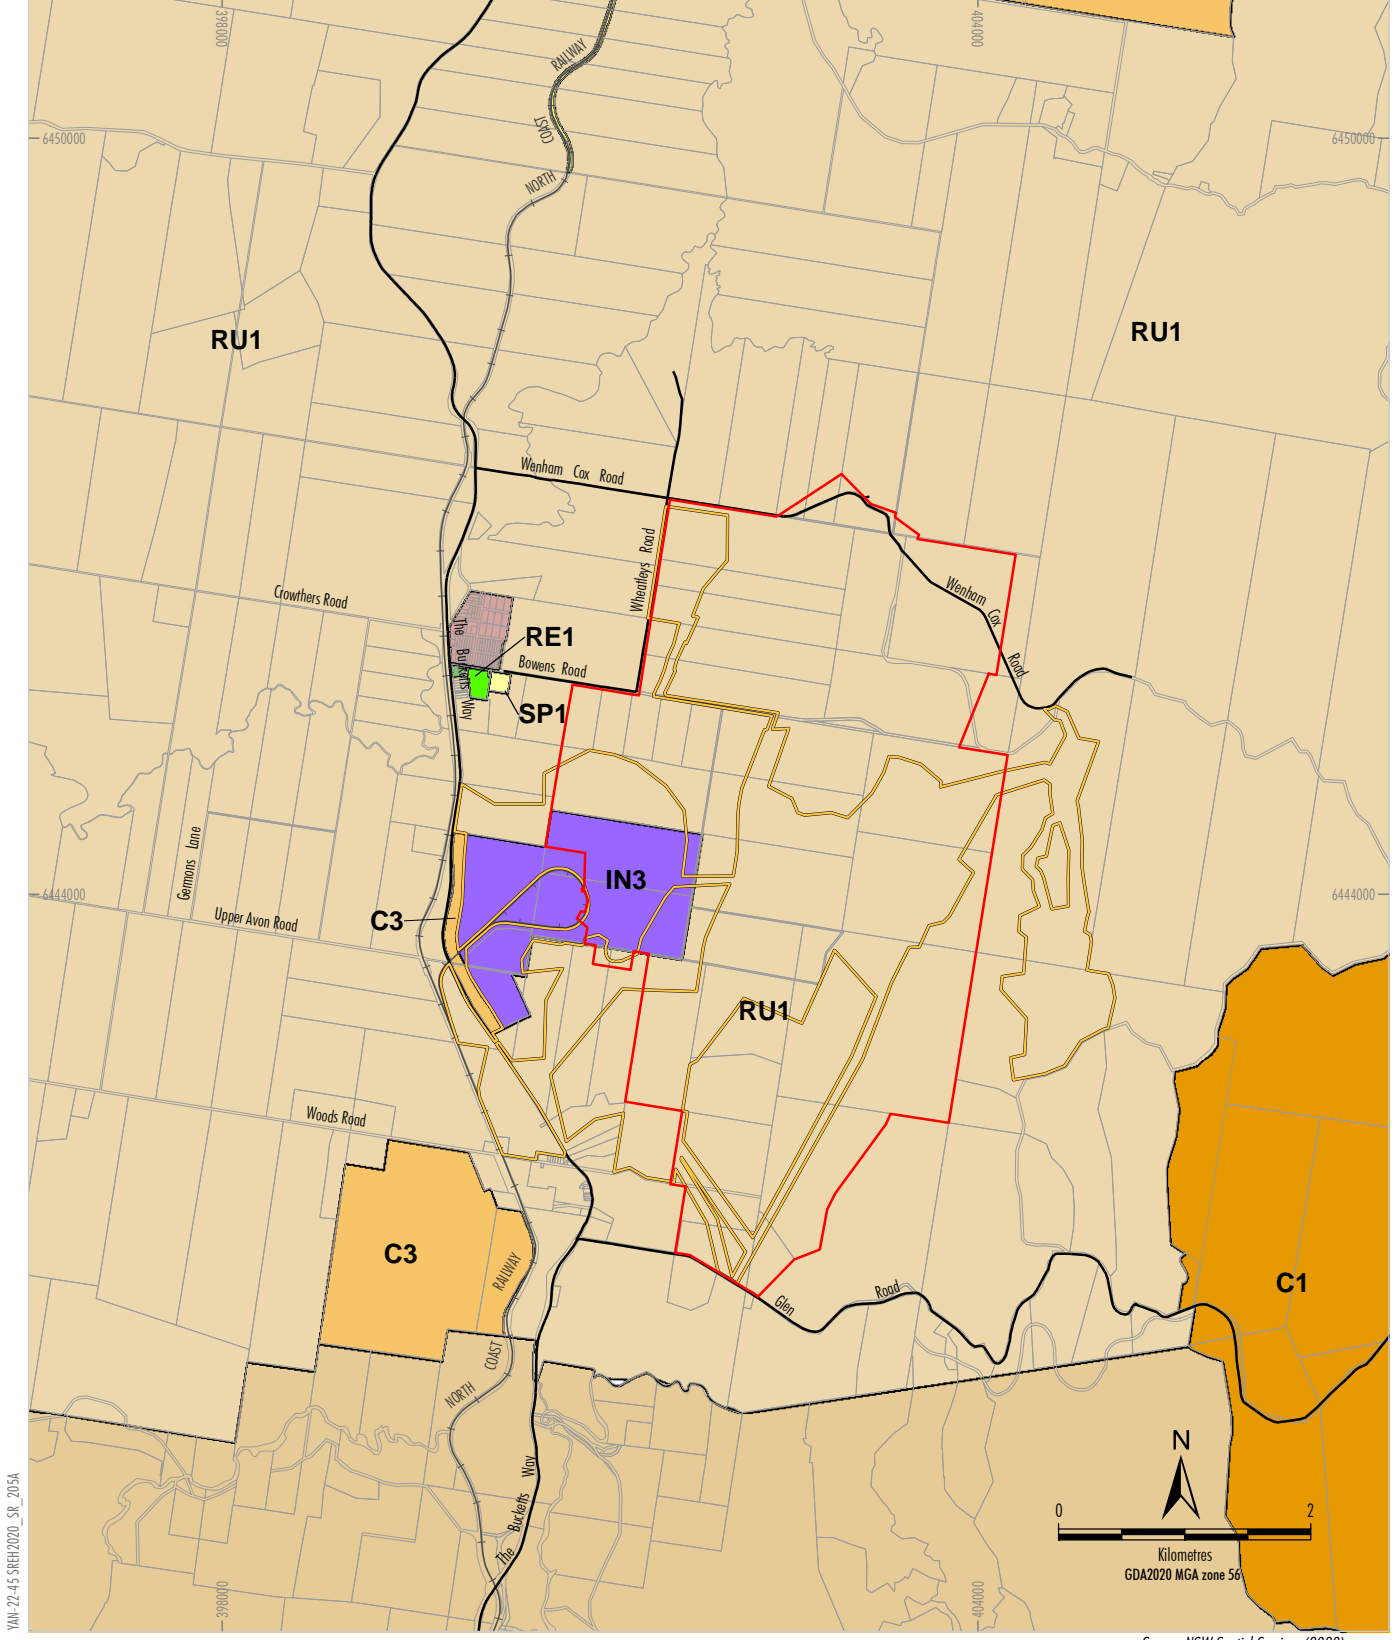 398000
404000
RAILWAY
COAST
NORTH
6450000
6450000
RU1
RU1
Wenham Cox Road
Wheatleys Road
Crowthers Road
Wenham Cox Road
The Bucketts Way
RE1
Bowens Road
SP1
Germons Lane
IN3
6444000
6444000
C3
Upper Avon Road
RU1
Woods Road
C3
RAILWAY
COAST
NORTH
Glen Road
C1
The Bucketts Way
N
0 2
Kilometres
GDA2020 MGA zone 56
398000
404000
YAN-22-45 SREH2020_SR_205A